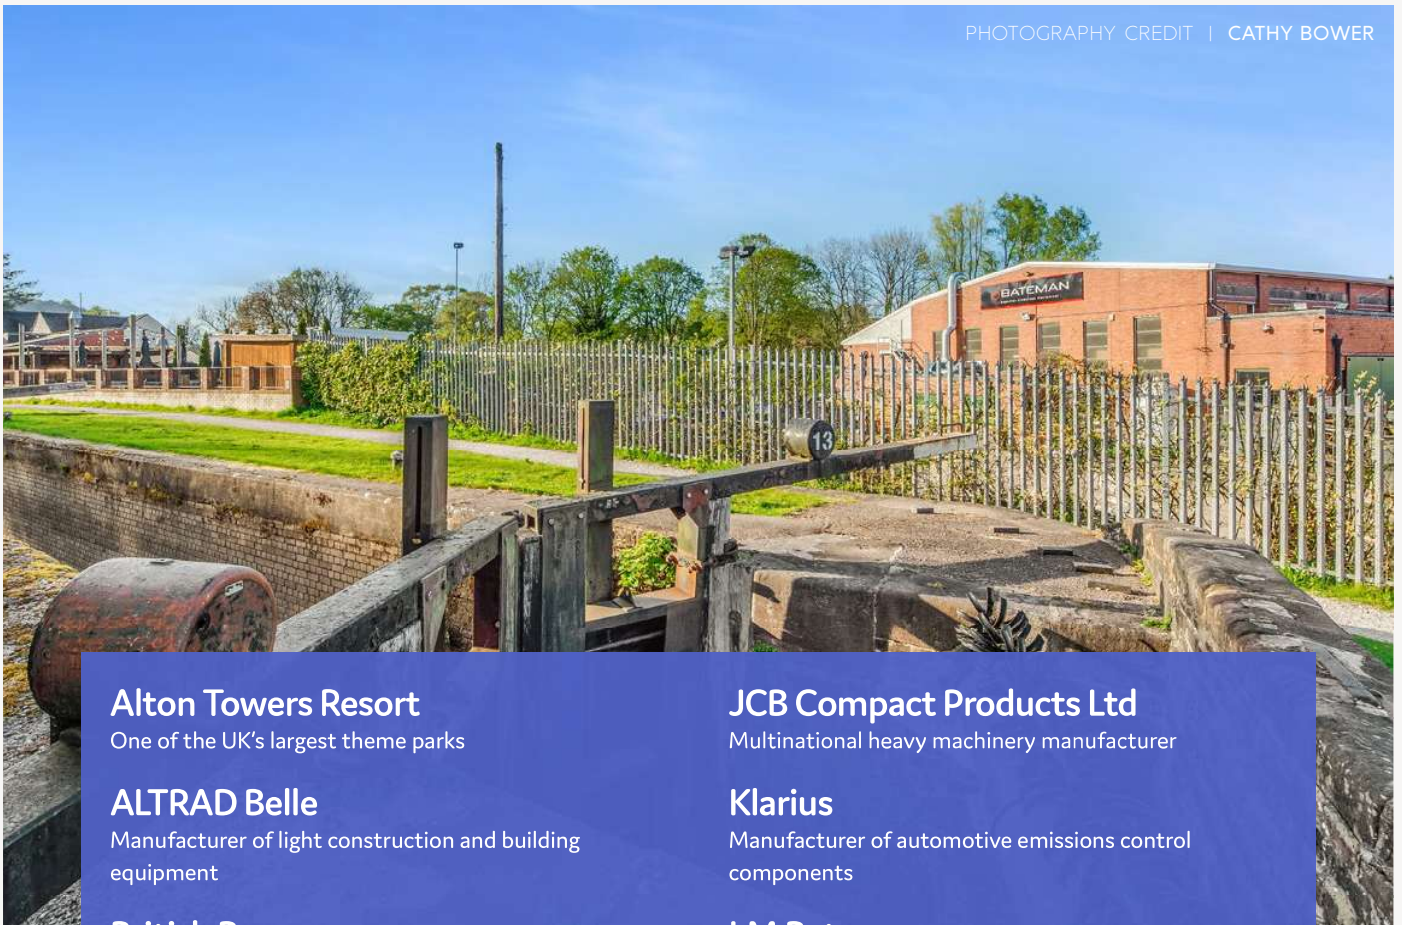 PHOTOGRAPHY CREDIT | CATHY BOWER
BATEMAN
13
Alton Towers Resort
One of the UK's largest theme parks
ALTRAD Belle
Manufacturer of light construction and building
equipment
JCB Compact Products Ltd
Multinational heavy machinery manufacturer
Klarius
Manufacturer of automotive emissions control
components